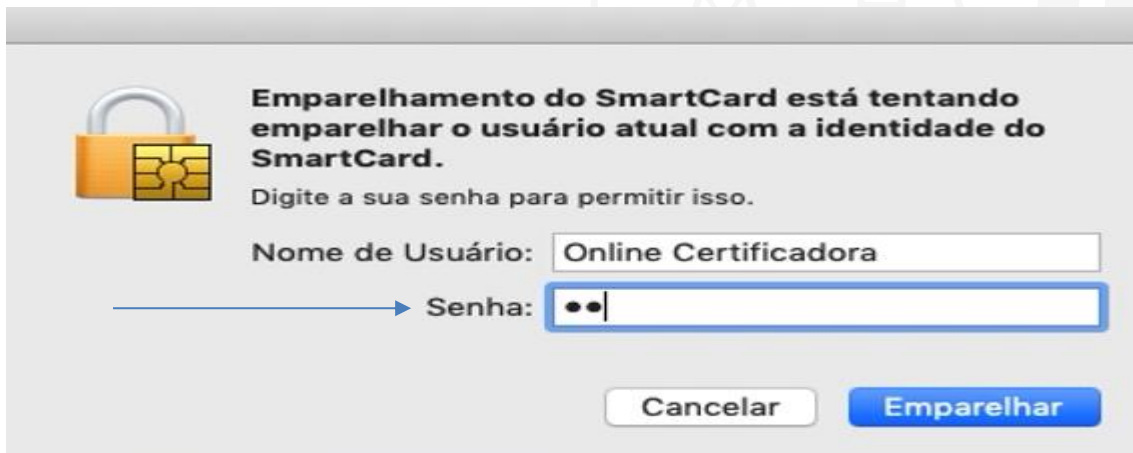 Emparelhamento do SmartCard está tentando
emparelhar o usuário atual com a identidade do
SmartCard.
Digite a sua senha para permitir isso.
Nome de Usuário: Online Certificadora
Senha: ••
Cancelar Emparelhar